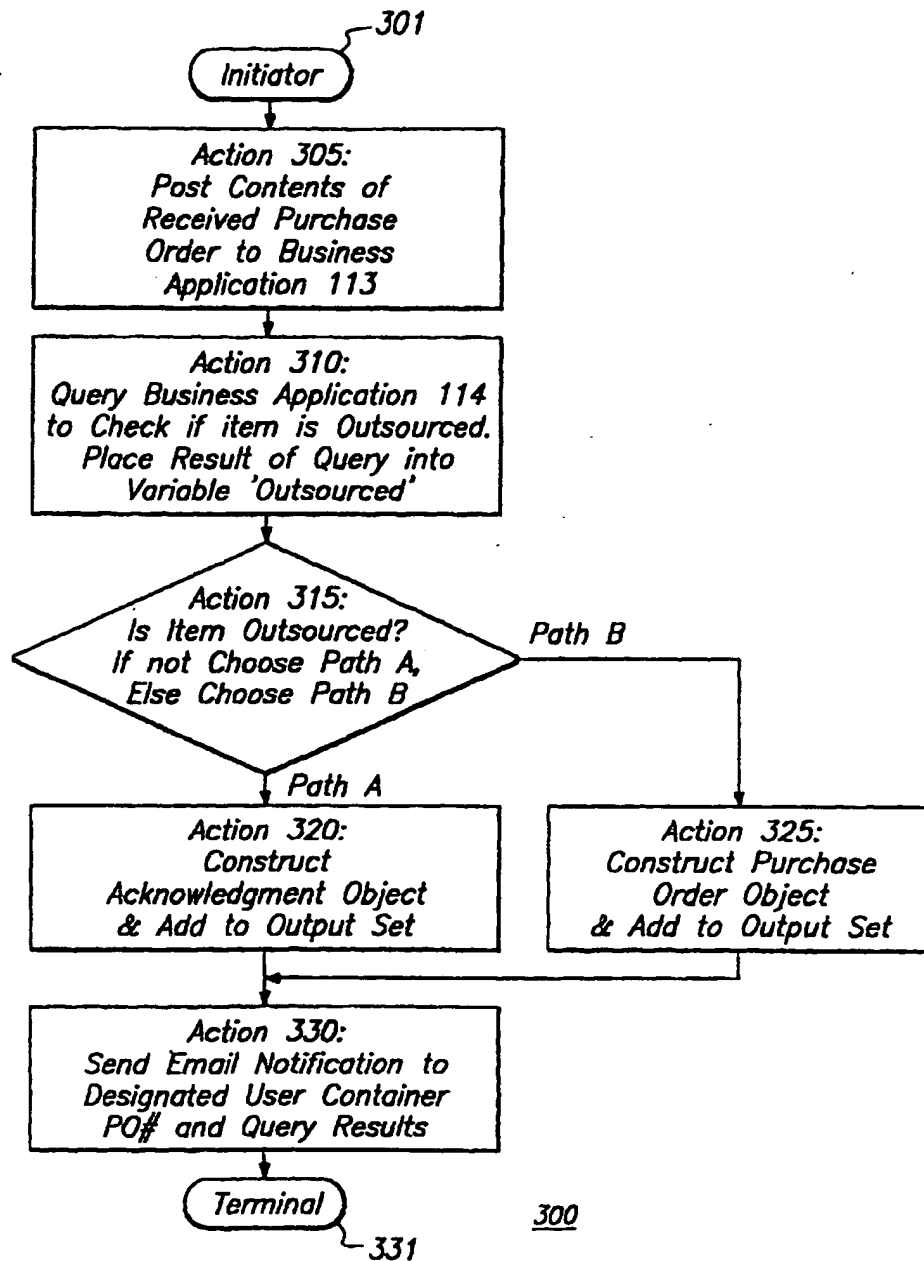 301
Initiator
Action 305:
Post Contents of
Received Purchase
Order to Business
Application 113
Action 310:
Query Business Application 114
to Check if item is Outsourced.
Place Result of Query into
Variable 'Outsourced'
Action 315:
Is Item Outsourced?
If not Choose Path A,
Else Choose Path B
Path B
Path A
Action 320:
Construct
Acknowledgment Object
& Add to Output Set
Action 325:
Construct Purchase
Order Object
& Add to Output Set
Action 330:
Send Email Notification to
Designated User Container
PO# and Query Results
Terminal
300
331